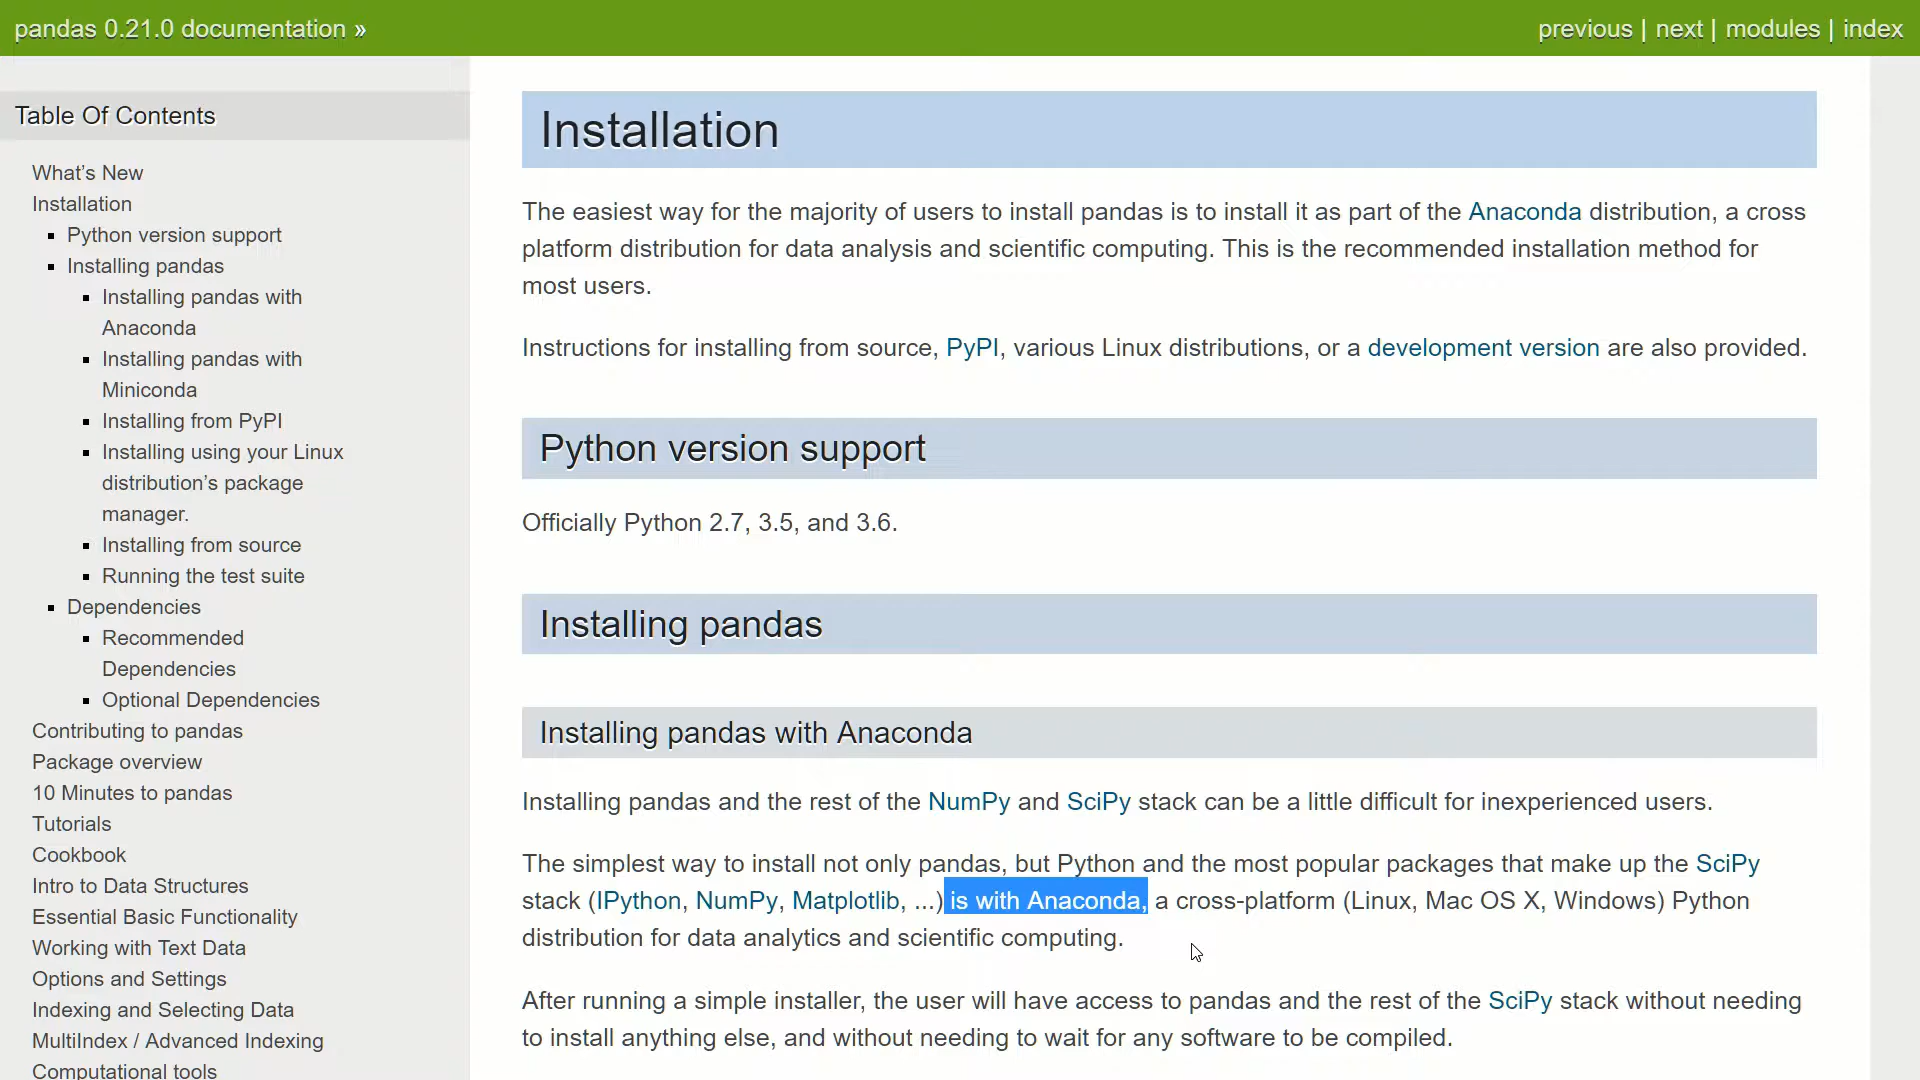 pandas 0.21.0 documentation »
previous | next | modules | index
Table Of Contents
What’s New
Installation
Python version support
Installing pandas
Installing pandas with
Anaconda
Installing pandas with
Miniconda
Installing from PyPI
Installing using your Linux
distribution’s package
manager.
Installing from source
Running the test suite
Dependencies
Recommended
Dependencies
Optional Dependencies
Contributing to pandas
Package overview
10 Minutes to pandas
Tutorials
Cookbook
Intro to Data Structures
Essential Basic Functionality
Working with Text Data
Options and Settings
Indexing and Selecting Data
MultiIndex / Advanced Indexing
Computational tools
Installation
The easiest way for the majority of users to install pandas is to install it as part of the Anaconda distribution, a cross
platform distribution for data analysis and scientific computing. This is the recommended installation method for
most users.
Instructions for installing from source, PyPI, various Linux distributions, or a development version are also provided.
Python version support
Officially Python 2.7, 3.5, and 3.6.
Installing pandas
Installing pandas with Anaconda
Installing pandas and the rest of the NumPy and SciPy stack can be a little difficult for inexperienced users.
The simplest way to install not only pandas, but Python and the most popular packages that make up the SciPy
stack (IPython, NumPy, Matplotlib, ...) is with Anaconda, a cross-platform (Linux, Mac OS X, Windows) Python
distribution for data analytics and scientific computing.
After running a simple installer, the user will have access to pandas and the rest of the SciPy stack without needing
to install anything else, and without needing to wait for any software to be compiled.